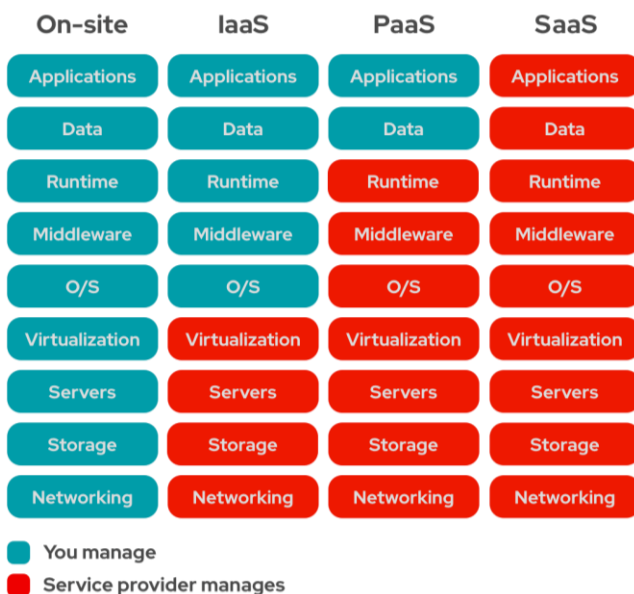 On-site IaaS PaaS SaaS
Applications Applications Applications Applications
Data Data Data Data
Runtime Runtime Runtime Runtime
Middleware Middleware Middleware Middleware
O/S O/S O/S O/S
Virtualization Virtualization Virtualization Virtualization
Servers Servers Servers Servers
Storage Storage Storage Storage
Networking Networking Networking Networking
You manage
Service provider manages